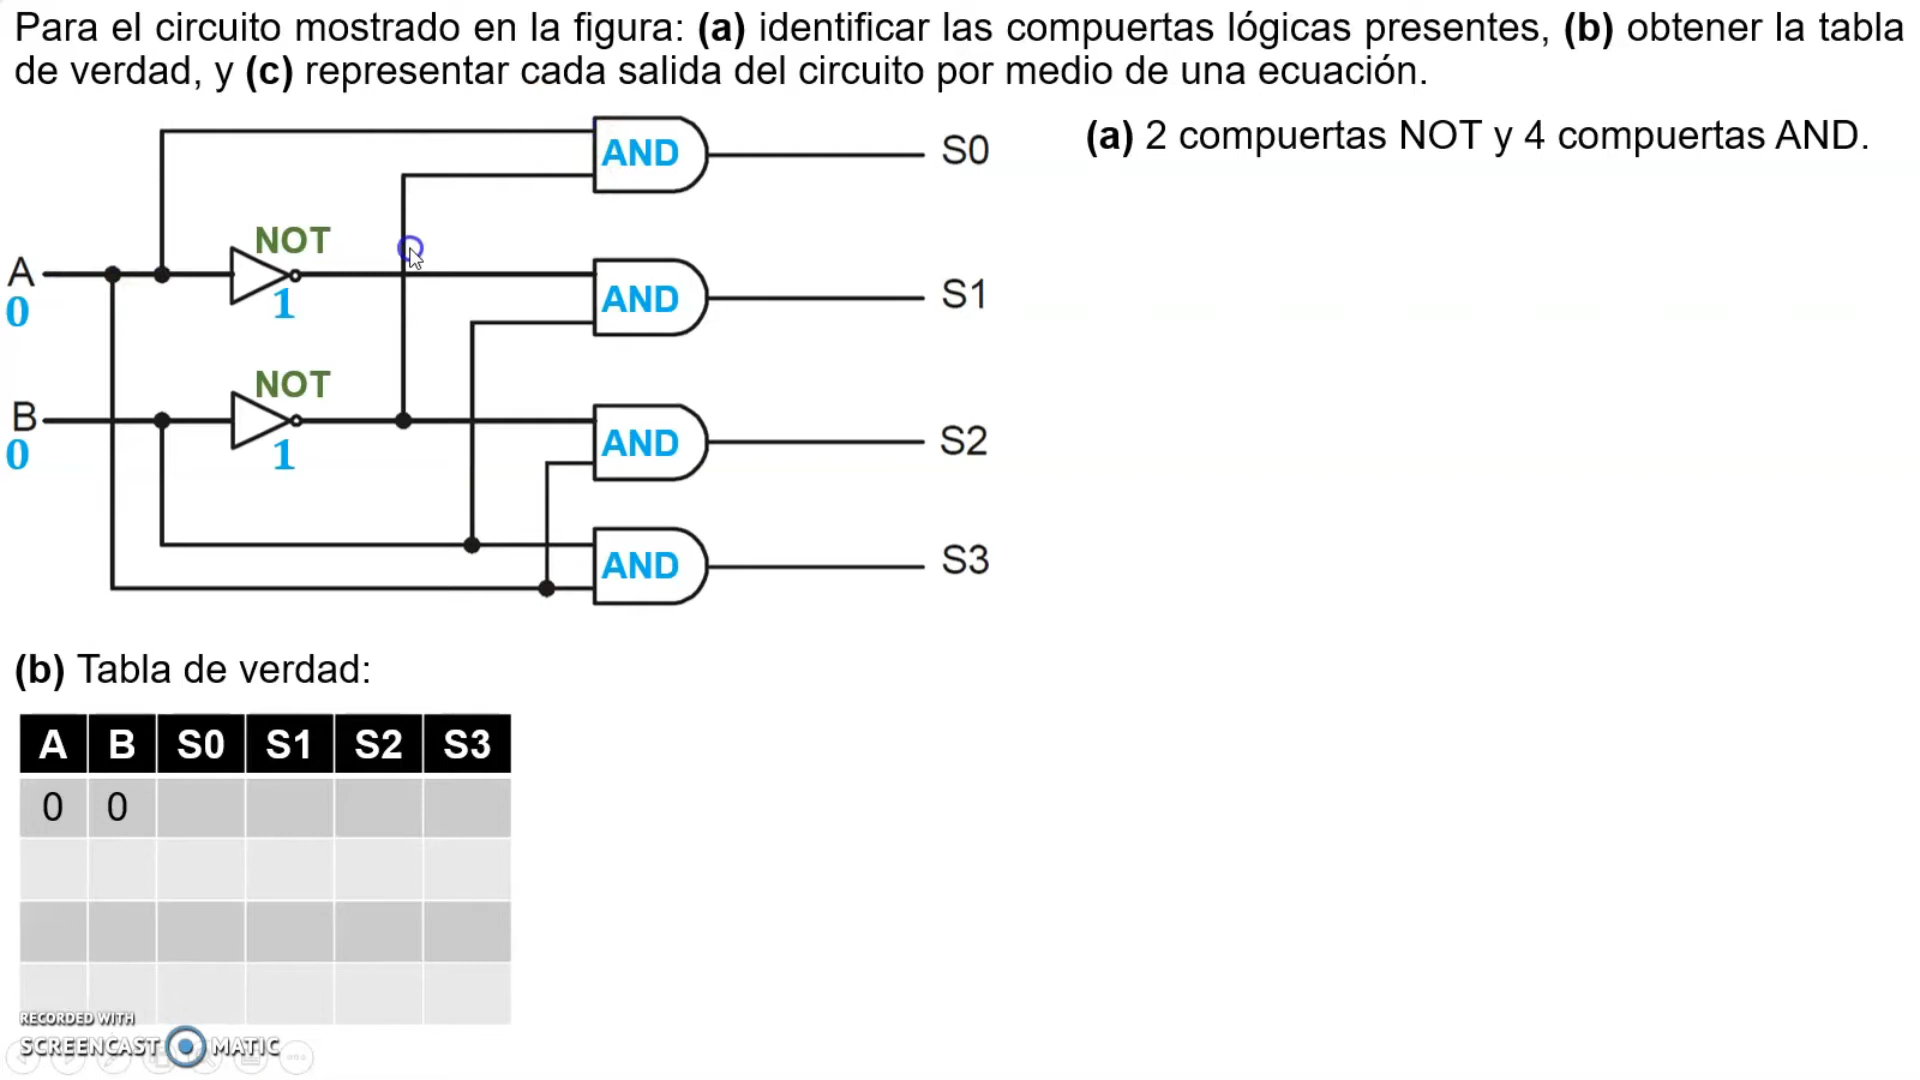 Para el circuito mostrado en la figura: (a) identificar las compuertas lógicas presentes, (b) obtener la tabla
de verdad, y (c) representar cada salida del circuito por medio de una ecuación.
(a) 2 compuertas NOT y 4 compuertas AND.
AND S0
NOT
A
0 1
AND S1
NOT
B
0 1
AND S2
AND S3
(b) Tabla de verdad:
A B S0 S1 S2 S3
0 0
RECORDED WITH
SCREENCAST MATIC